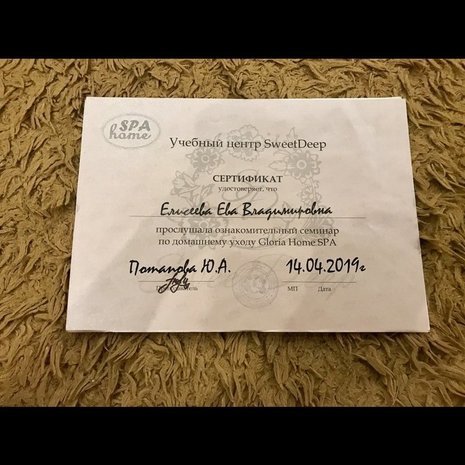 SPA
home
Учебный центр SweetDeep
СЕРТИФИКАТ
удостоверяет, что
Елисеева Ева Владимировна
прослушала ознакомительный семинар
по домашнему уходу Gloria Home SPA
Потапова Ю.А. 14.04.2019г
МП Дата